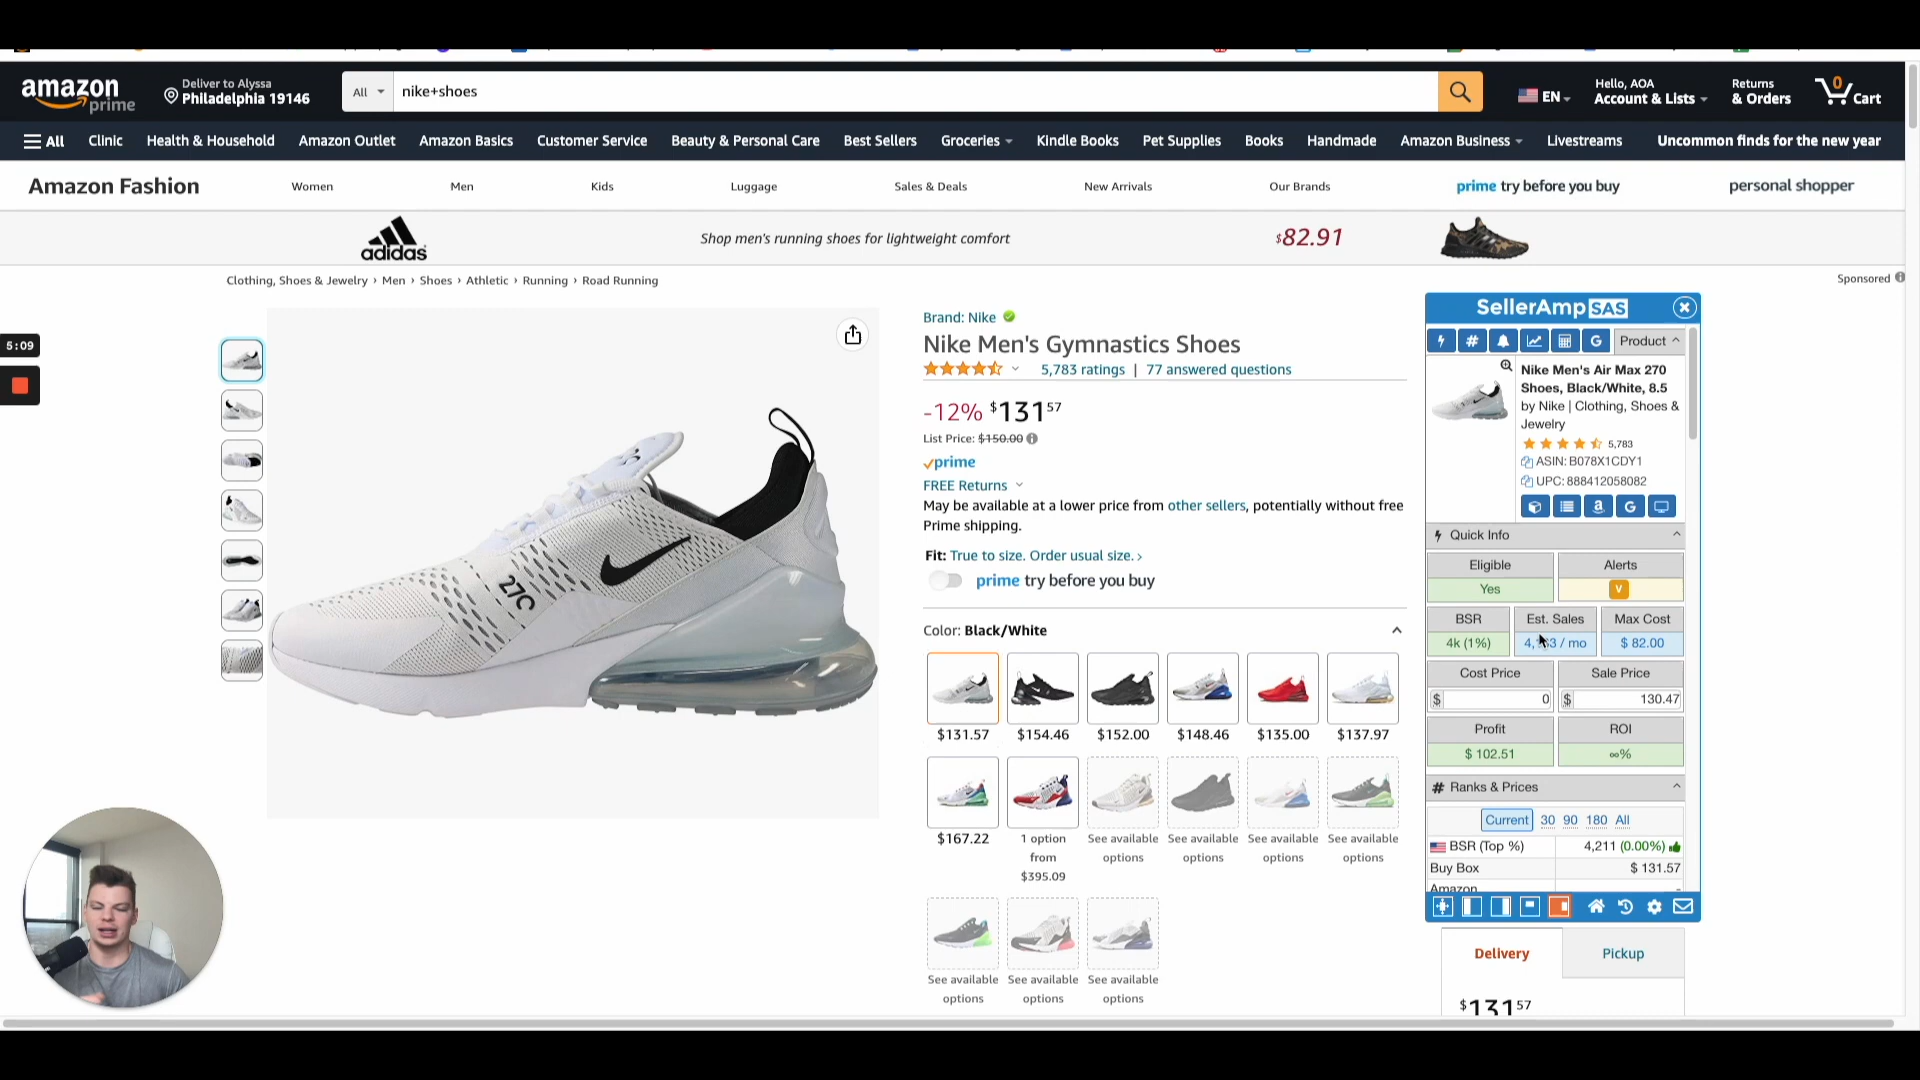 amazon
prime
Deliver to Alyssa
Philadelphia 19146
All
nike+shoes
EN
Hello, AOA
Account & Lists
Returns
& Orders
0
Cart
All
Clinic
Health & Household
Amazon Outlet
Amazon Basics
Customer Service
Beauty & Personal Care
Best Sellers
Groceries
Kindle Books
Pet Supplies
Books
Handmade
Amazon Business
Livestreams
Uncommon finds for the new year
Amazon Fashion
Women
Men
Kids
Luggage
Sales & Deals
New Arrivals
Our Brands
prime try before you buy
personal shopper
adidas
Shop men's running shoes for lightweight comfort
$82.91
Clothing, Shoes & Jewelry › Men › Shoes › Athletic › Running › Road Running
Sponsored
5:09
270
Brand: Nike
Nike Men's Gymnastics Shoes
5,783 ratings | 77 answered questions
-12% $131 57
List Price: $150.00
prime
FREE Returns
May be available at a lower price from other sellers, potentially without free
Prime shipping.
Fit: True to size. Order usual size. ›
prime try before you buy
Color: Black/White
$131.57
$154.46
$152.00
$148.46
$135.00
$137.97
$167.22
1 option
from
$395.09
See available
options
See available
options
See available
options
See available
options
See available
options
See available
options
See available
options
SellerAmp SAS
Product
Nike Men's Air Max 270
Shoes, Black/White, 8.5
by Nike | Clothing, Shoes &
Jewelry
5,783
ASIN: B078X1CDY1
UPC: 888412058082
Quick Info
Eligible
Alerts
Yes
V
BSR
Est. Sales
Max Cost
4k (1%)
/ mo
$ 82.00
Cost Price
Sale Price
$ 0
$ 130.47
Profit
ROI
$ 102.51
∞%
# Ranks & Prices
Current 30 90 180 All
BSR (Top %)
4,211 (0.00%)
Buy Box
$ 131.57
Amazon
-
Delivery
Pickup
$131 57